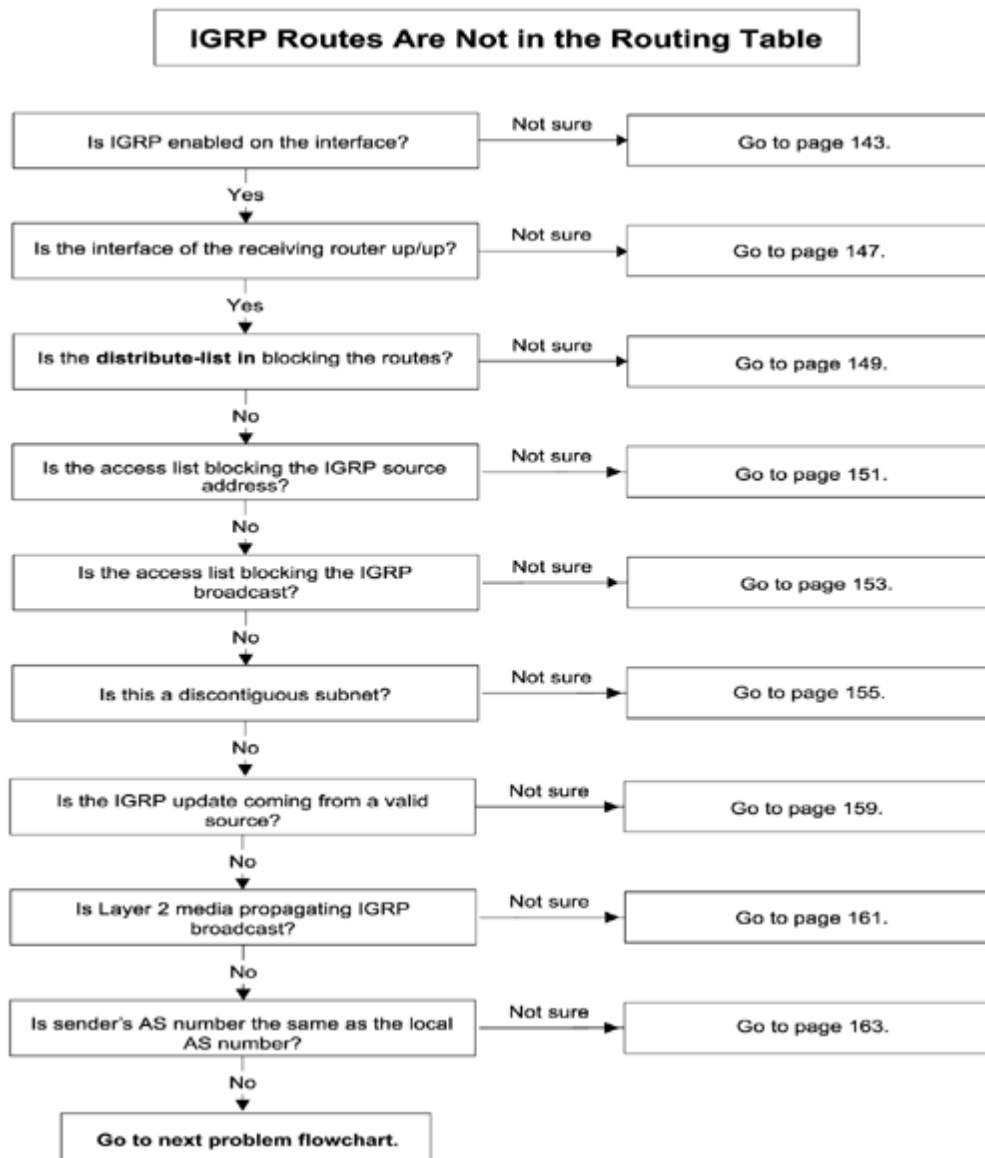 IGRP Routes Are Not in the Routing Table
Is IGRP enabled on the interface?
Not sure
Go to page 143.
Yes
Is the interface of the receiving router up/up?
Not sure
Go to page 147.
Yes
Is the distribute-list in blocking the routes?
Not sure
Go to page 149.
No
Is the access list blocking the IGRP source
address?
Not sure
Go to page 151.
No
Is the access list blocking the IGRP
broadcast?
Not sure
Go to page 153.
No
Is this a discontiguous subnet?
Not sure
Go to page 155.
No
Is the IGRP update coming from a valid
source?
Not sure
Go to page 159.
No
Is Layer 2 media propagating IGRP
broadcast?
Not sure
Go to page 161.
No
Is sender's AS number the same as the local
AS number?
Not sure
Go to page 163.
No
Go to next problem flowchart.